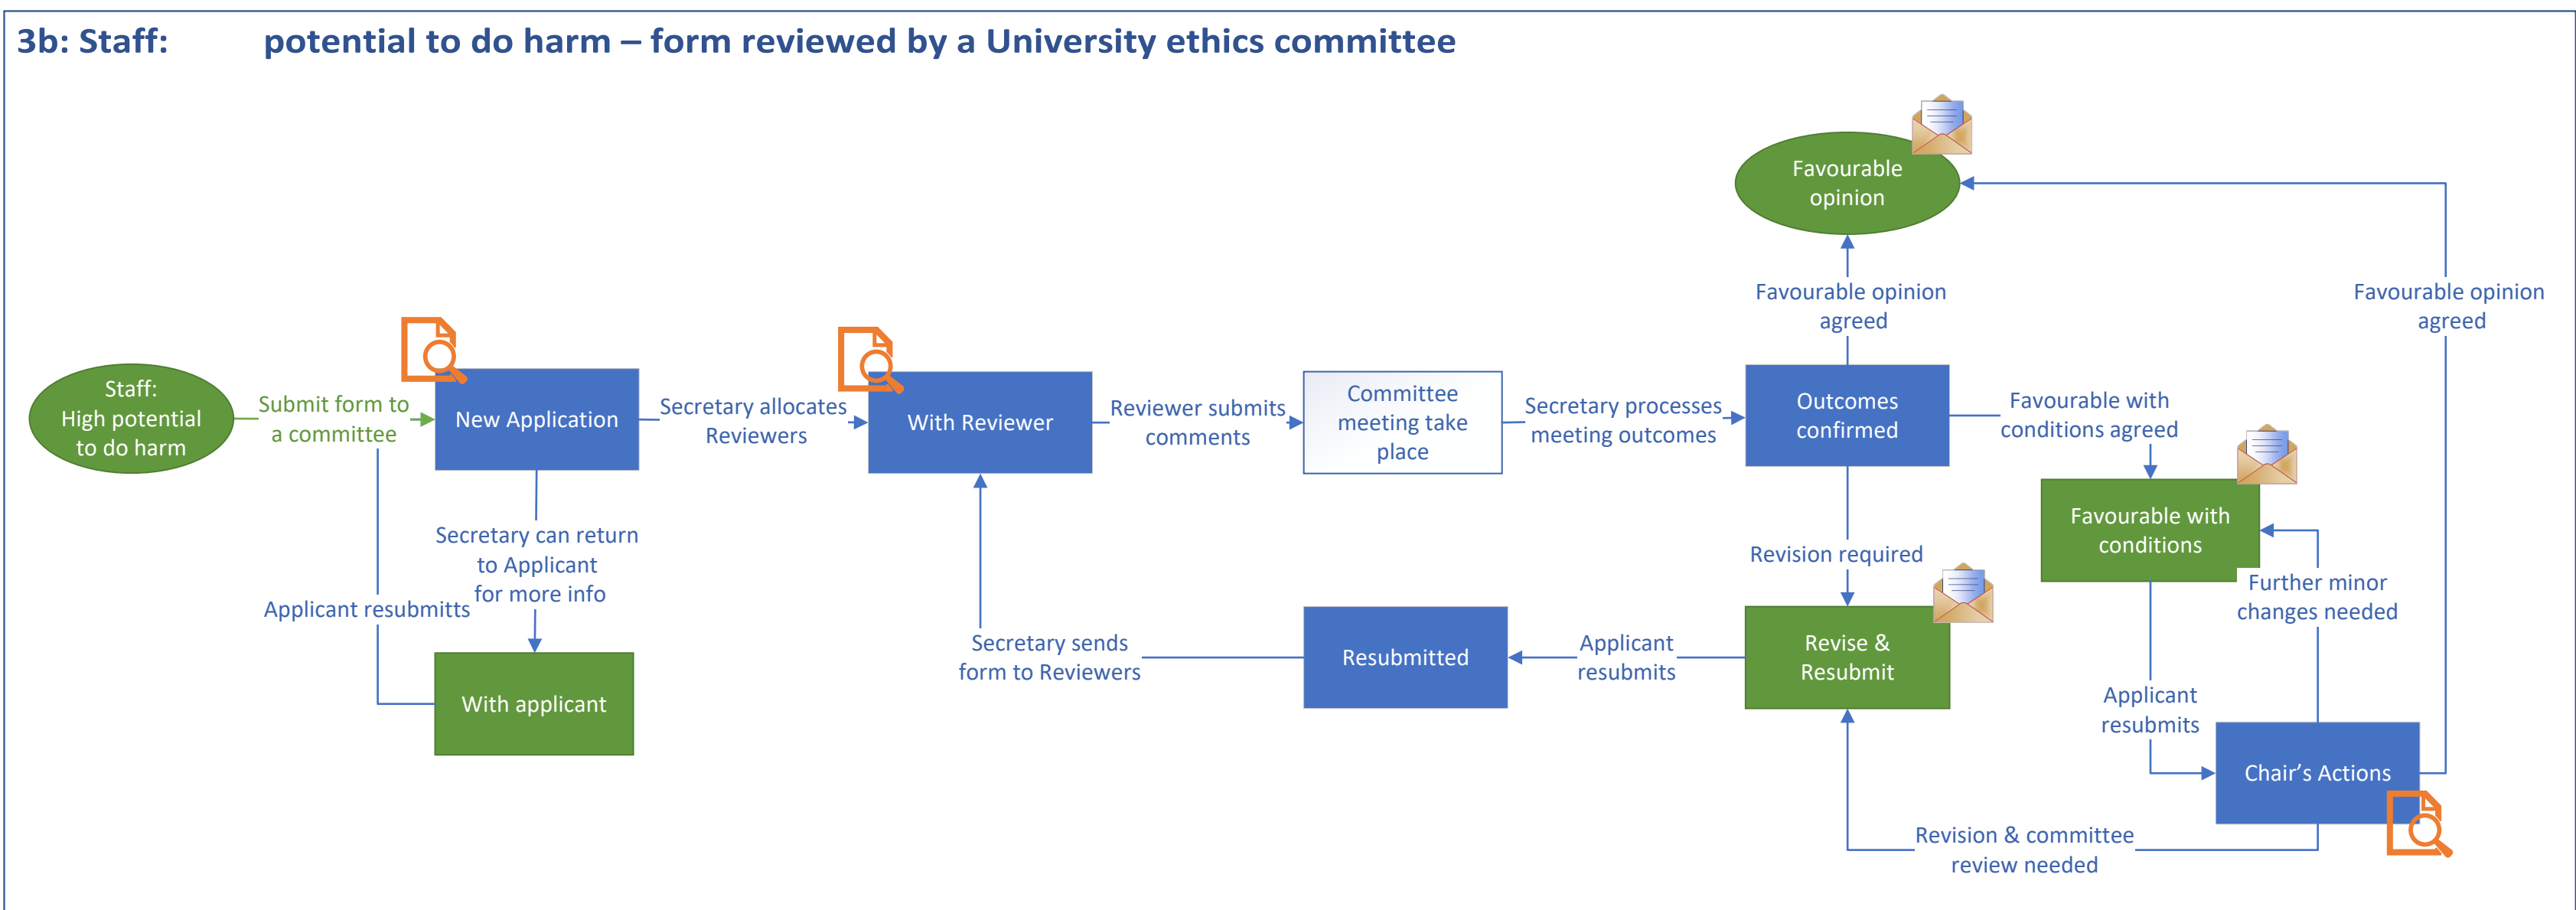 3b: Staff: potential to do harm – form reviewed by a University ethics committee
Favourable
opinion
Favourable opinion
agreed
Favourable opinion
agreed
Staff:
High potential
to do harm
Submit form to
a committee
New Application
Secretary allocates
Reviewers
With Reviewer
Reviewer submits
comments
Committee
meeting take
place
Secretary processes
meeting outcomes
Outcomes
confirmed
Favourable with
conditions agreed
Secretary can return
to Applicant
for more info
Applicant resubmitts
With applicant
Secretary sends
form to Reviewers
Resubmitted
Applicant
resubmits
Revision required
Revise &
Resubmit
Favourable with
conditions
Further minor
changes needed
Applicant
resubmits
Chair’s Actions
Revision & committee
review needed